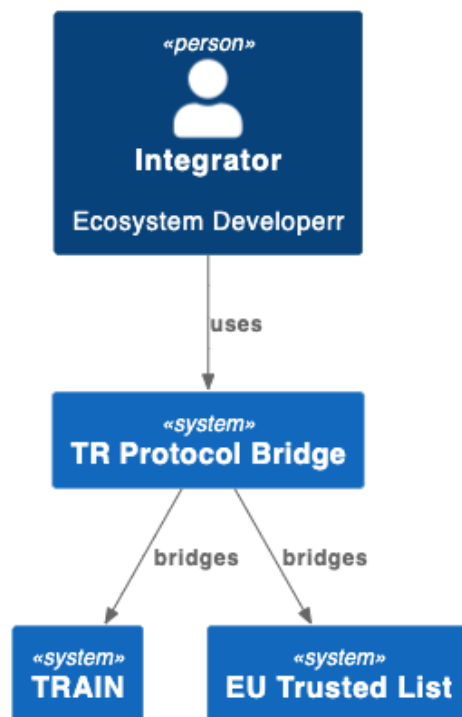 «person»
Integrator
Ecosystem Developerr
uses
«system»
TR Protocol Bridge
bridges
bridges
«system»
TRAIN
«system»
EU Trusted List